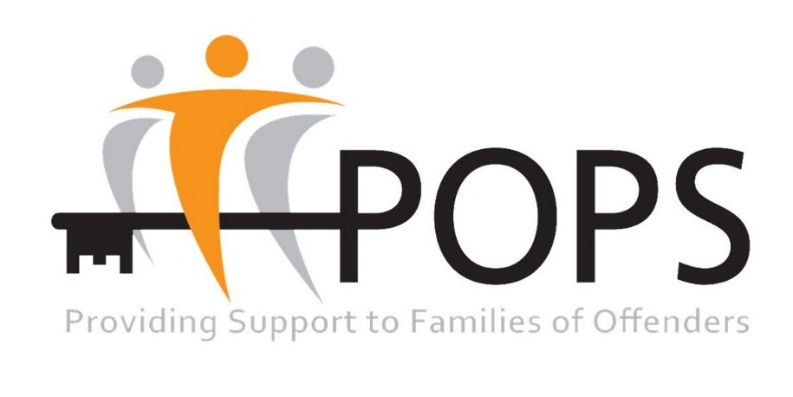 POPS
Providing Support to Families of Offenders